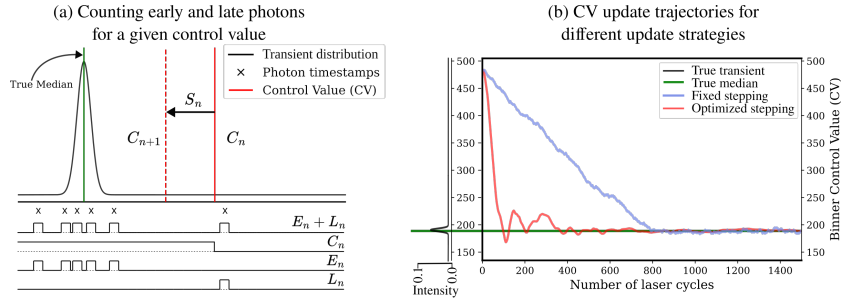 (a) Counting early and late photons
for a given control value
True Median
Transient distribution
Photon timestamps
Control Value (CV)
S_n
C_{n+1}
C_n
E_n + L_n
C_n^-
E_n
L_n
(b) CV update trajectories for
different update strategies
True transient
True median
Fixed stepping
Optimized stepping
500
450
400
350
300
250
200
150
500
450
400
350
300
250
200
150
Binner Control Value (CV)
0 200 400 600 800 1000 1200 1400
Number of laser cycles
0.1
0.0
Intensity